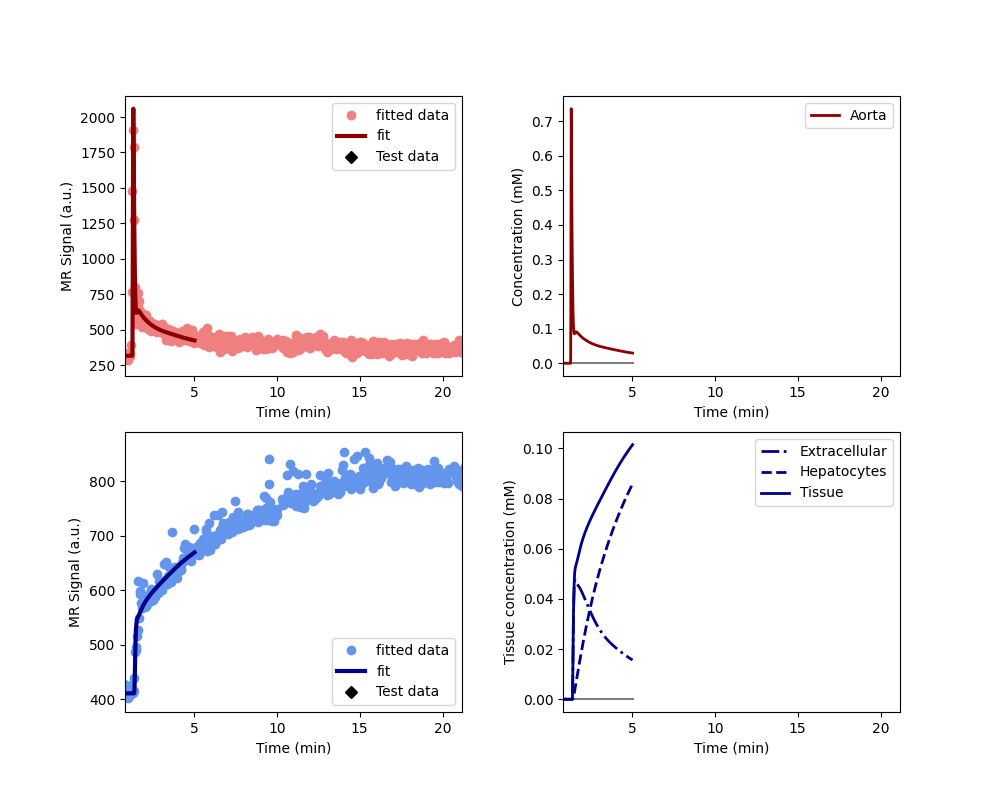 2000
1750
1500
1250
1000
750
500
250
MR Signal (a.u.)
5
10
15
20
Time (min)
fitted data
fit
Test data
0.7
0.6
0.5
0.4
0.3
0.2
0.1
0.0
Concentration (mM)
5
10
15
20
Time (min)
Aorta
800
700
600
500
400
MR Signal (a.u.)
5
10
15
20
Time (min)
fitted data
fit
Test data
0.10
0.08
0.06
0.04
0.02
0.00
Tissue concentration (mM)
5
10
15
20
Time (min)
Extracellular
Hepatocytes
Tissue